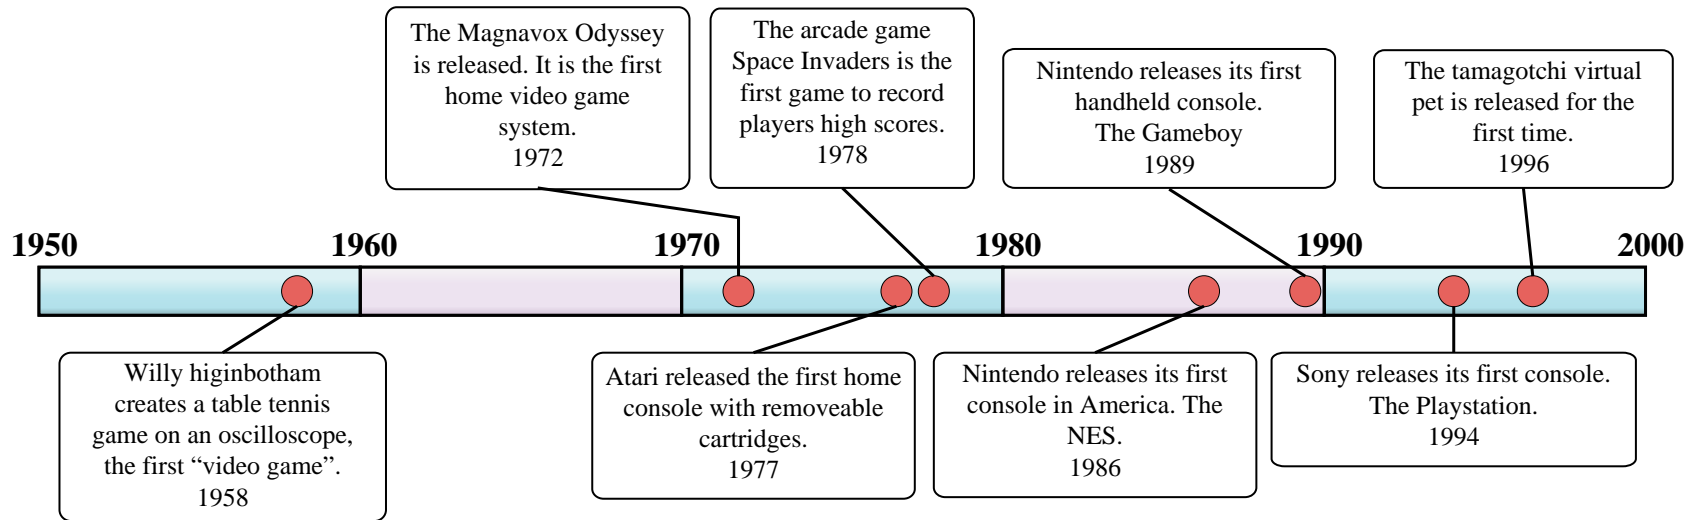 The Magnavox Odyssey
is released. It is the first
home video game
system.
1972
The arcade game
Space Invaders is the
first game to record
players high scores.
1978
Nintendo releases its first
handheld console.
The Gameboy
1989
The tamagotchi virtual
pet is released for the
first time.
1996
1950
1960
1970
1980
1990
2000
Willy higinbotham
creates a table tennis
game on an oscilloscope,
the first “video game”.
1958
Atari released the first home
console with removeable
cartridges.
1977
Nintendo releases its first
console in America. The
NES.
1986
Sony releases its first console.
The Playstation.
1994